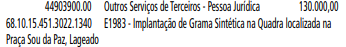 44903900.00 Outros Serviços de Terceiros - Pessoa Jurídica 130.000,00
68.10.15.451.3022.1340 E1983 - Implantação de Grama Sintética na Quadra localizada na
Praça Sou da Paz, Lageado